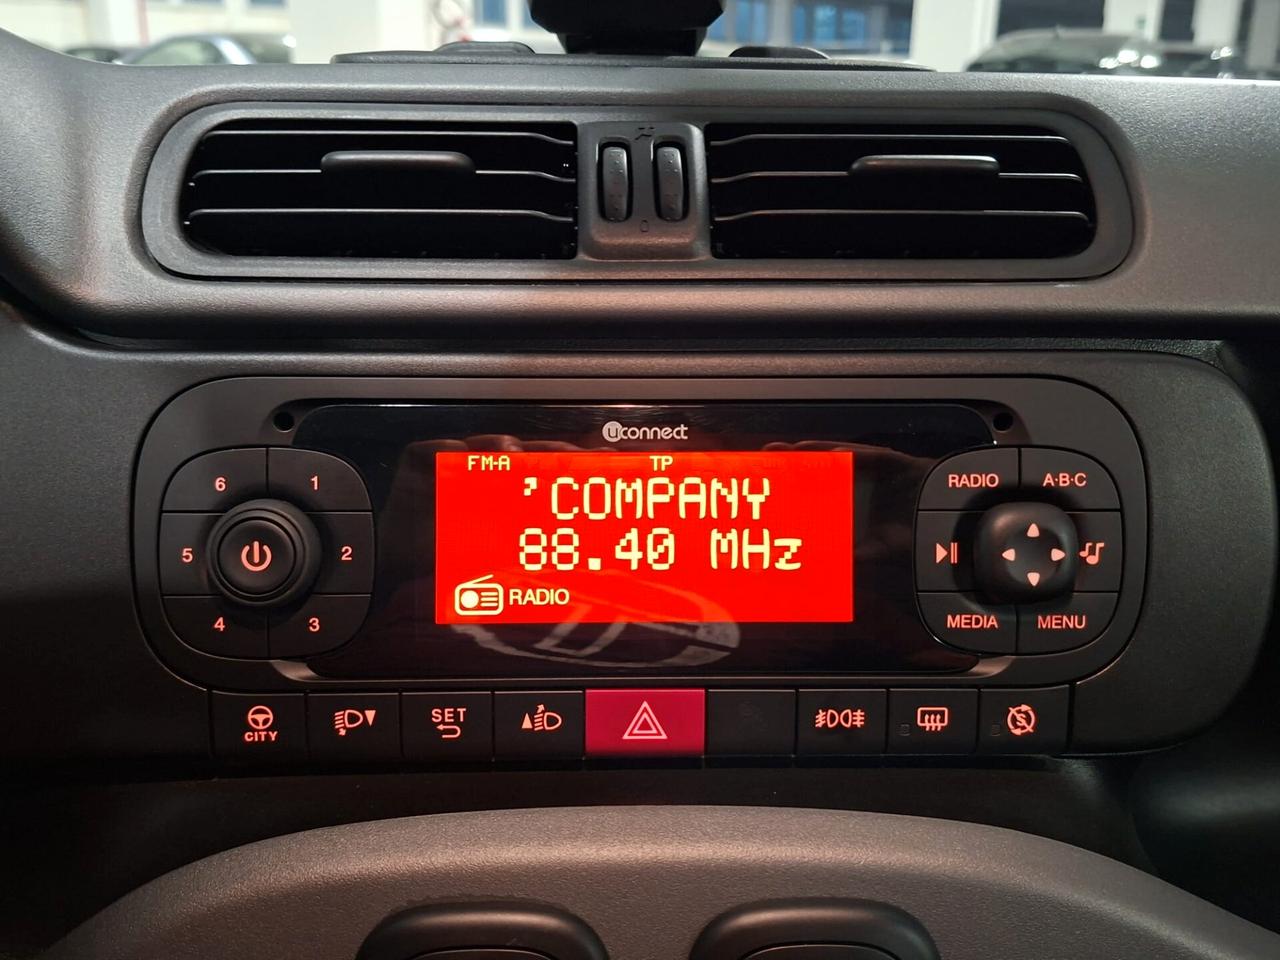 uconnect
FM-A TP
'COMPANY
88.40 MHz
RADIO
6 1
5 2
4 3
RADIO A·B·C
MEDIA MENU
CITY
SET
0